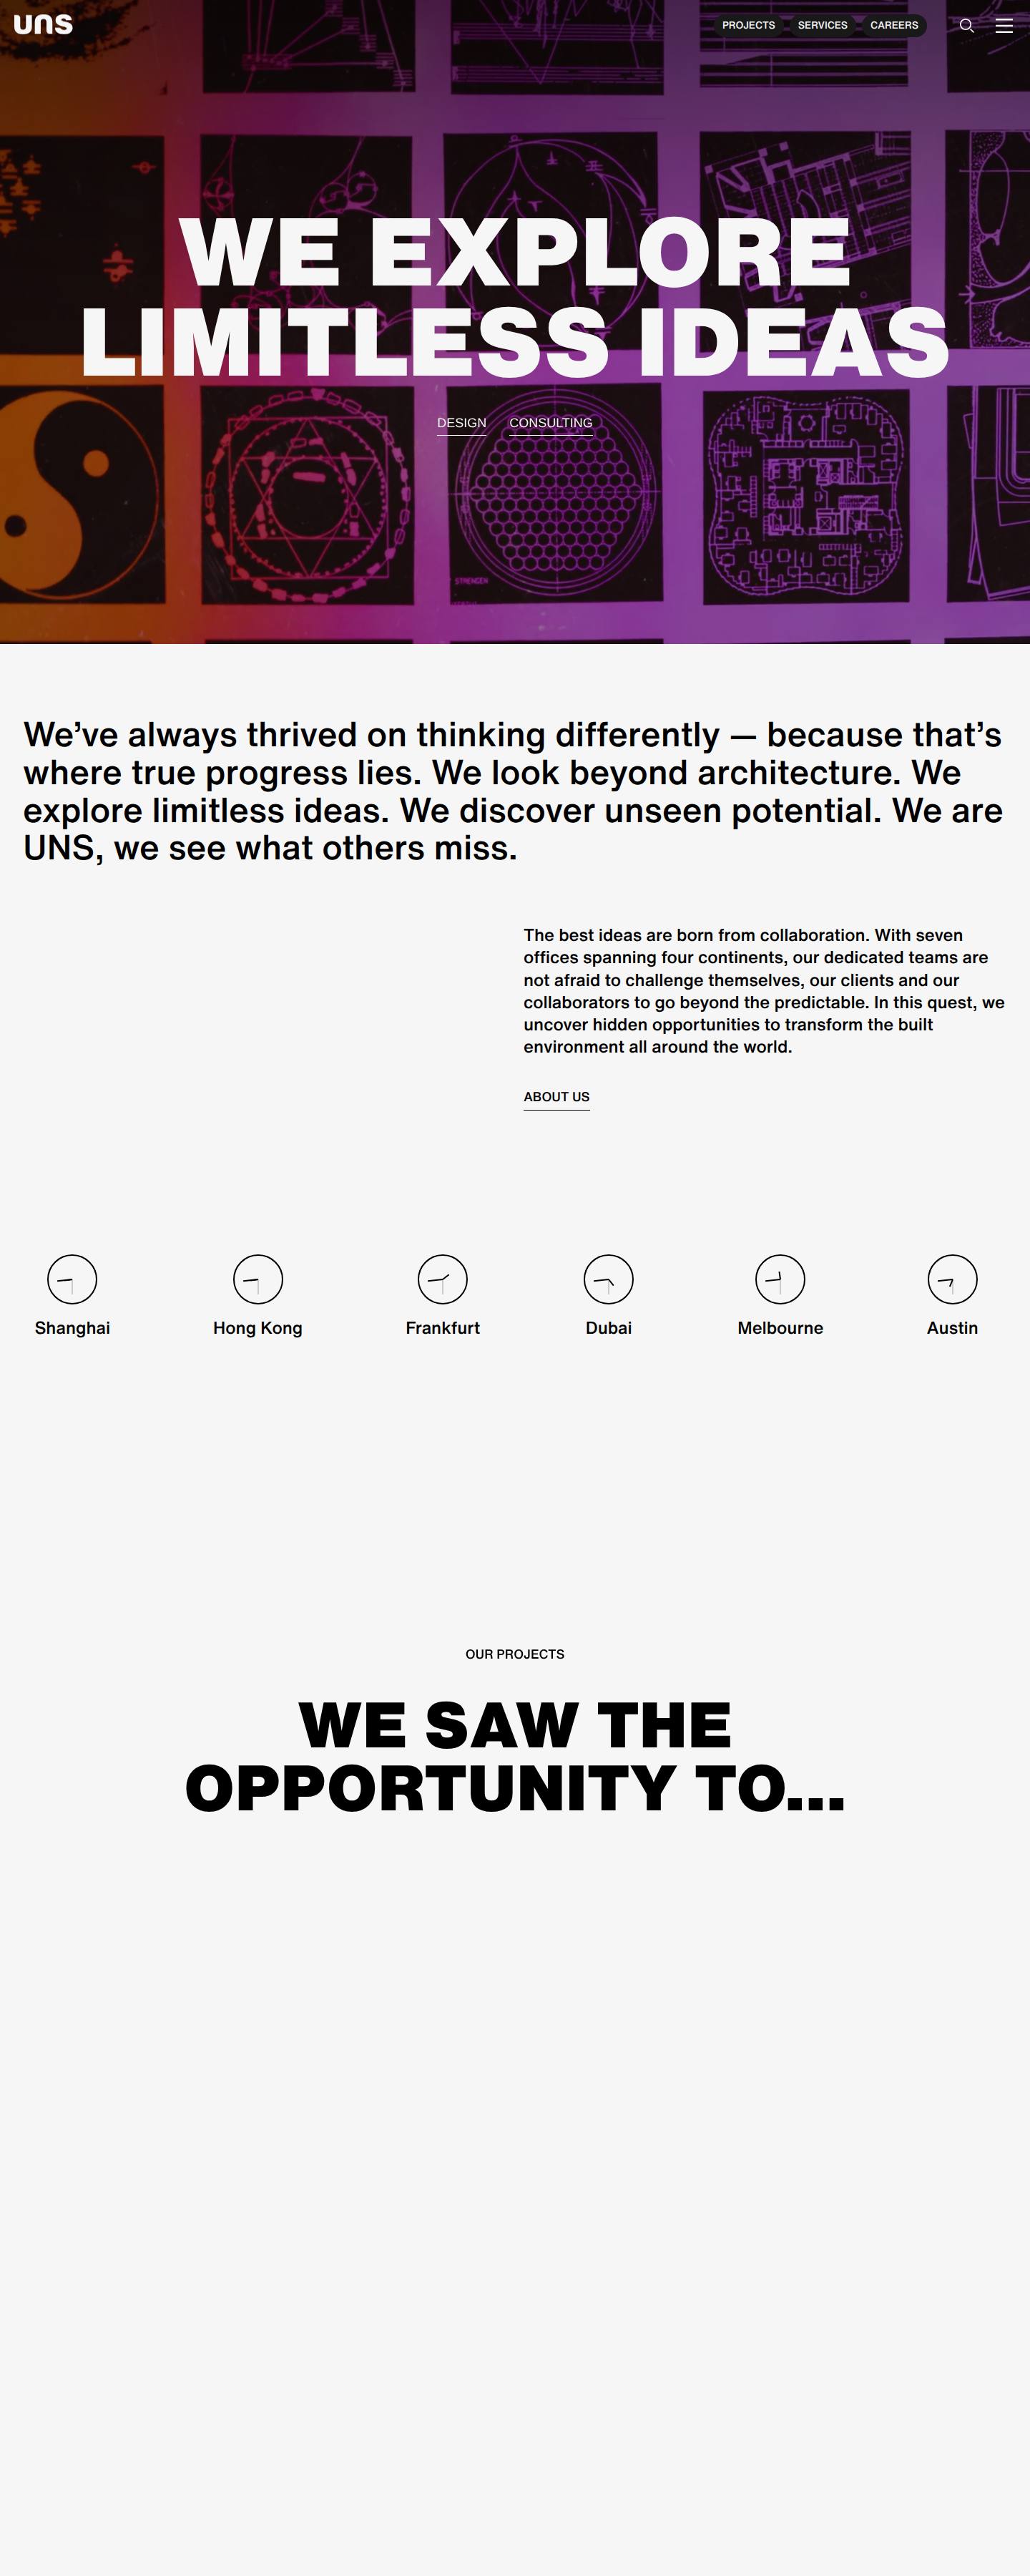 uns
PROJECTS
SERVICES
CAREERS
WE EXPLORE
LIMITLESS IDEAS
DESIGN
CONSULTING
STRENGEN
We’ve always thrived on thinking differently — because that’s
where true progress lies. We look beyond architecture. We
explore limitless ideas. We discover unseen potential. We are
UNS, we see what others miss.
The best ideas are born from collaboration. With seven
offices spanning four continents, our dedicated teams are
not afraid to challenge themselves, our clients and our
collaborators to go beyond the predictable. In this quest, we
uncover hidden opportunities to transform the built
environment all around the world.
ABOUT US
Shanghai
Hong Kong
Frankfurt
Dubai
Melbourne
Austin
OUR PROJECTS
WE SAW THE
OPPORTUNITY TO...